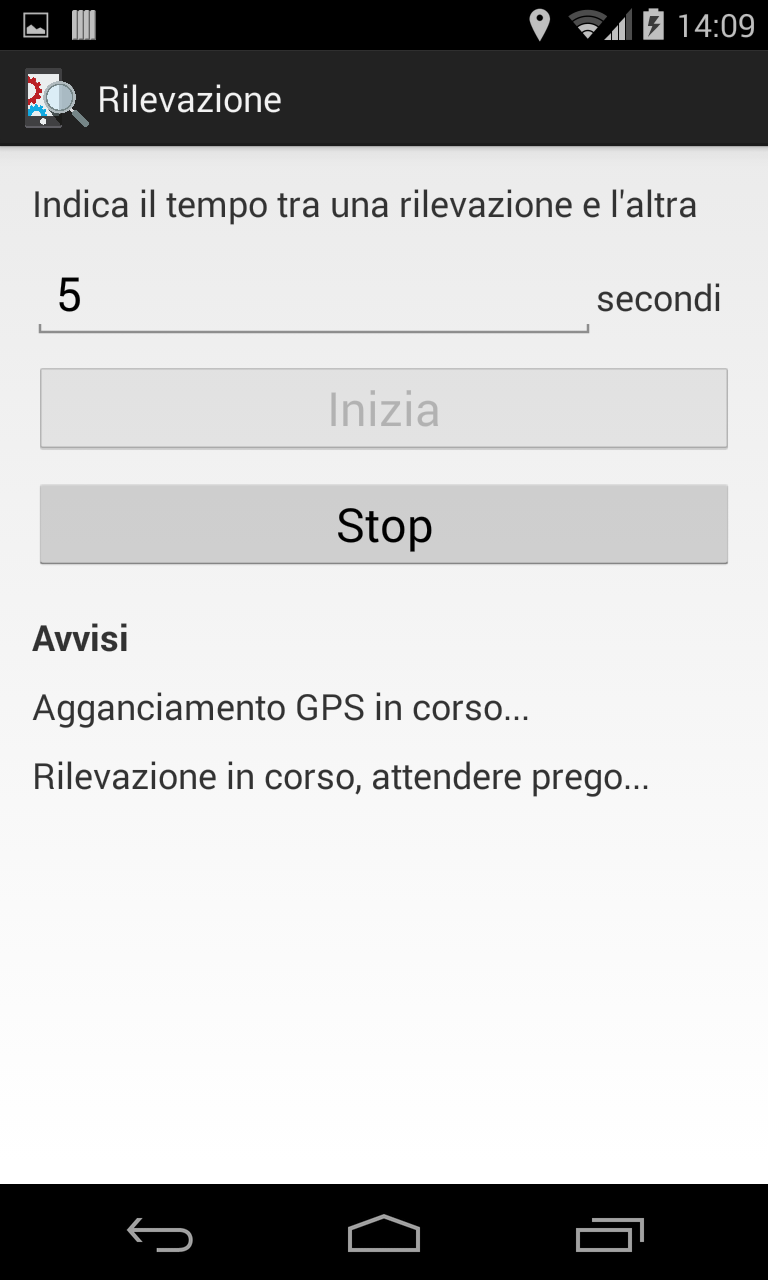 14:09
Rilevazione
Indica il tempo tra una rilevazione e l'altra
5 secondi
Inizia
Stop
Avvisi
Agganciamento GPS in corso...
Rilevazione in corso, attendere prego...